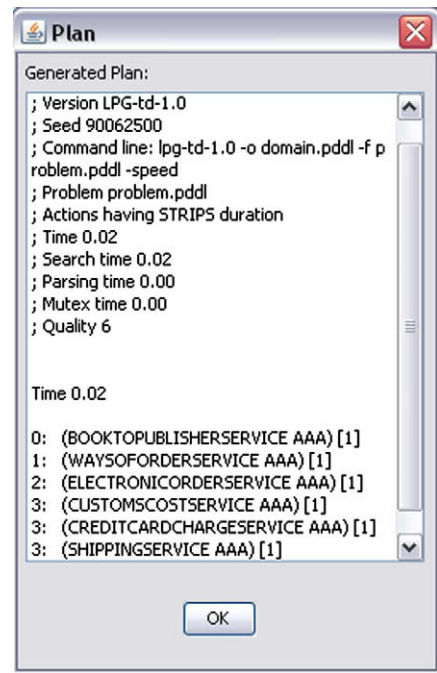 Plan
Generated Plan:
; Version LPG-td-1.0
; Seed 90062500
; Command line: lpg-td-1.0 -o domain.pddl -f p
roblem.pddl -speed
; Problem problem.pddl
; Actions having STRIPS duration
; Time 0.02
; Search time 0.02
; Parsing time 0.00
; Mutex time 0.00
; Quality 6
Time 0.02
0: (BOOKTOPUBLISHERSERVICE AAA) [1]
1: (WAYSOFORDERSERVICE AAA) [1]
2: (ELECTRONICORDERSERVICE AAA) [1]
3: (CUSTOMSCOSTSERVICE AAA) [1]
3: (CREDITCARDCHARGESERVICE AAA) [1]
3: (SHIPPINGSERVICE AAA) [1]
OK